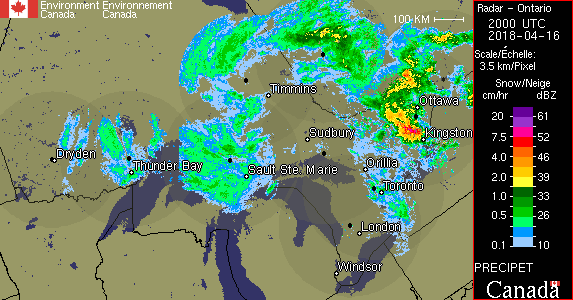 Environment Environnement
Canada Canada
100-KM
Timmins
Ottawa
Sudbury
Kingston
Dryden
Thunder Bay
Sault Ste. Marie
Orillia
Toronto
London
Windsor
Radar - Ontario
2000 UTC
2018-04-16
Scale/Échelle:
3.5 km/Pixel
Snow/Neige
cm/hr dBZ
20 61
7.5 52
4.0 46
2.0 39
1.0 33
0.5 26
0.1 10
PRECIPET
Canada